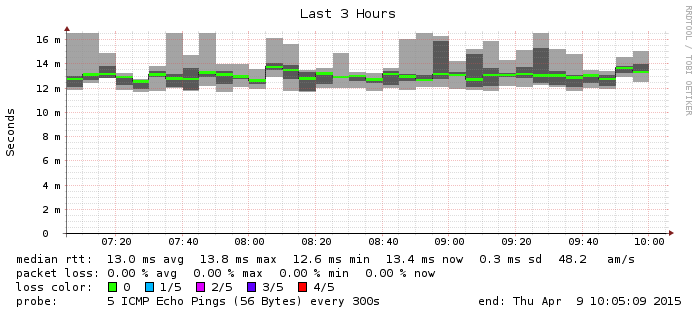 Last 3 Hours
RRDTOOL / TOBI OETIKER
Seconds
16 m
14 m
12 m
10 m
8 m
6 m
4 m
2 m
0
07:20 07:40 08:00 08:20 08:40 09:00 09:20 09:40 10:00
median rtt: 13.0 ms avg 13.8 ms max 12.6 ms min 13.4 ms now 0.3 ms sd 48.2 am/s
packet loss: 0.00 % avg 0.00 % max 0.00 % min 0.00 % now
loss color: 0 1/5 2/5 3/5 4/5
probe: 5 ICMP Echo Pings (56 Bytes) every 300s end: Thu Apr 9 10:05:09 2015